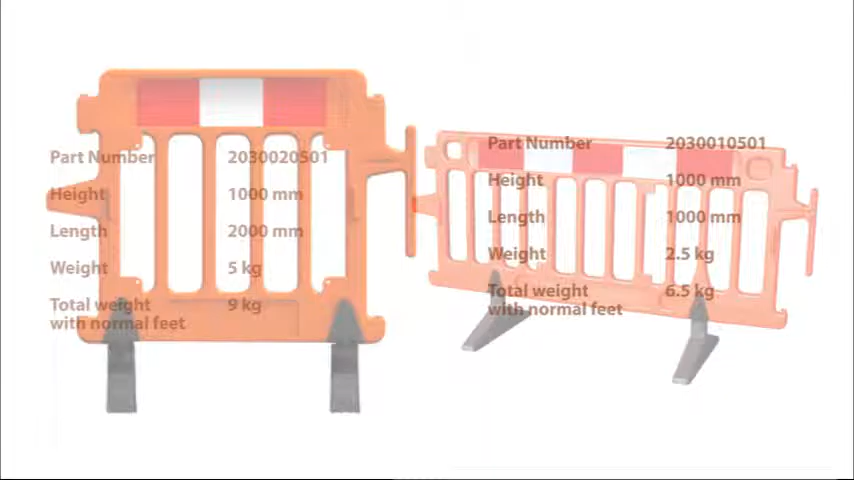 Part Number 2030020501
Height 1000 mm
Length 2000 mm
Weight 5 kg
Total weight 9 kg
with normal feet
Part Number 2030010501
Height 1000 mm
Length 1000 mm
Weight 2.5 kg
Total weight 6.5 kg
with normal feet